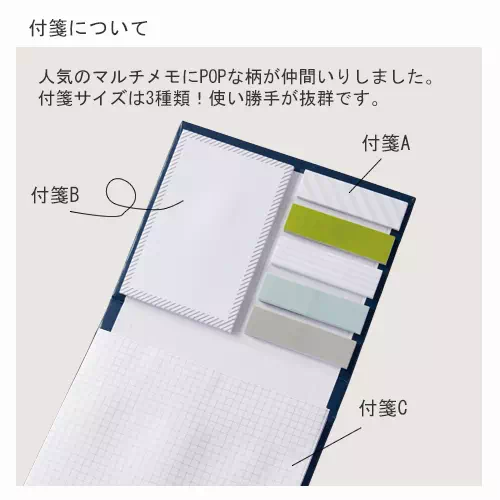 付箋について
人気のマルチメモにPOPな柄が仲間いりしました。
付箋サイズは3種類！使い勝手が抜群です。
付箋A
付箋B
付箋C